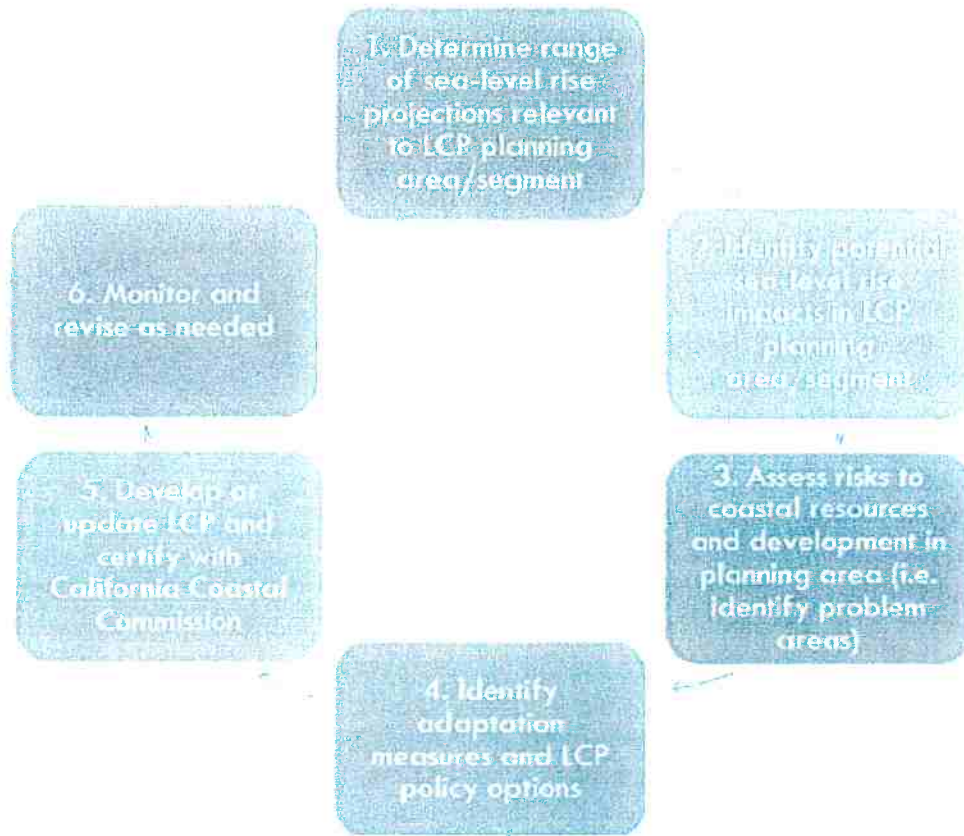 1. Determine range
of sea-level rise
projections relevant
to LCP planning
area/segment
2. Identify potential
sea-level rise
impacts in LCP
planning
area/segment
3. Assess risks to
coastal resources
and development in
planning area (i.e.
identify problem
areas)
4. Identify
adaptation
measures and LCP
policy options
5. Develop or
update LCP and
certify with
California Coastal
Commission
6. Monitor and
revise as needed